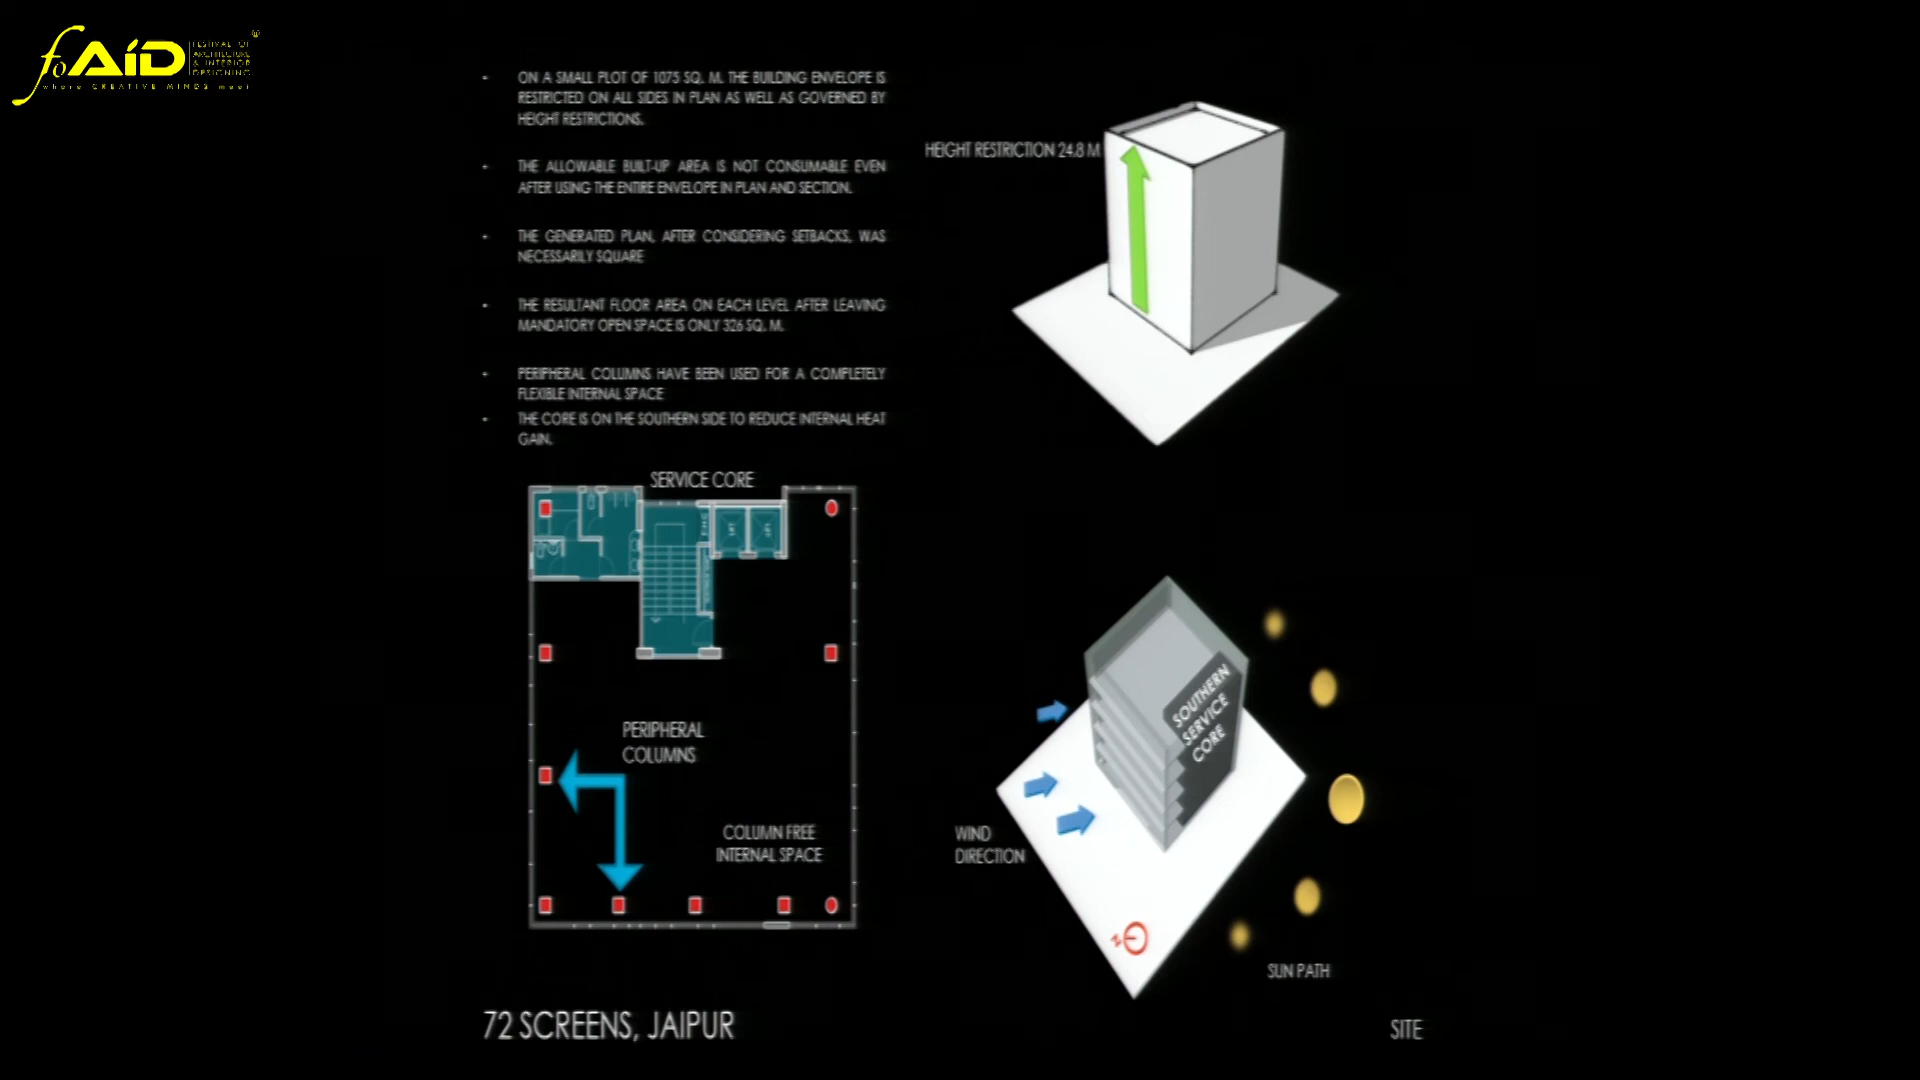 foAID
FESTIVAL OF
ARCHITECTURE
& INTERIOR
DESIGNING
where CREATIVE MINDS meet
• ON A SMALL PLOT OF 1075 SQ. M. THE BUILDING ENVELOPE IS
RESTRICTED ON ALL SIDES IN PLAN AS WELL AS GOVERNED BY
HEIGHT RESTRICTIONS.
• THE ALLOWABLE BUILT-UP AREA IS NOT CONSUMABLE EVEN
AFTER USING THE ENTIRE ENVELOPE IN PLAN AND SECTION.
• THE GENERATED PLAN, AFTER CONSIDERING SETBACKS, WAS
NECESSARILY SQUARE
• THE RESULTANT FLOOR AREA ON EACH LEVEL AFTER LEAVING
MANDATORY OPEN SPACE IS ONLY 326 SQ. M.
• PERIPHERAL COLUMNS HAVE BEEN USED FOR A COMPLETELY
FLEXIBLE INTERNAL SPACE
• THE CORE IS ON THE SOUTHERN SIDE TO REDUCE INTERNAL HEAT
GAIN.
HEIGHT RESTRICTION 24.8 M
SERVICE CORE
PERIPHERAL
COLUMNS
COLUMN FREE
INTERNAL SPACE
SOUTHERN
SERVICE
CORE
WIND
DIRECTION
N
SUN PATH
72 SCREENS, JAIPUR
SITE